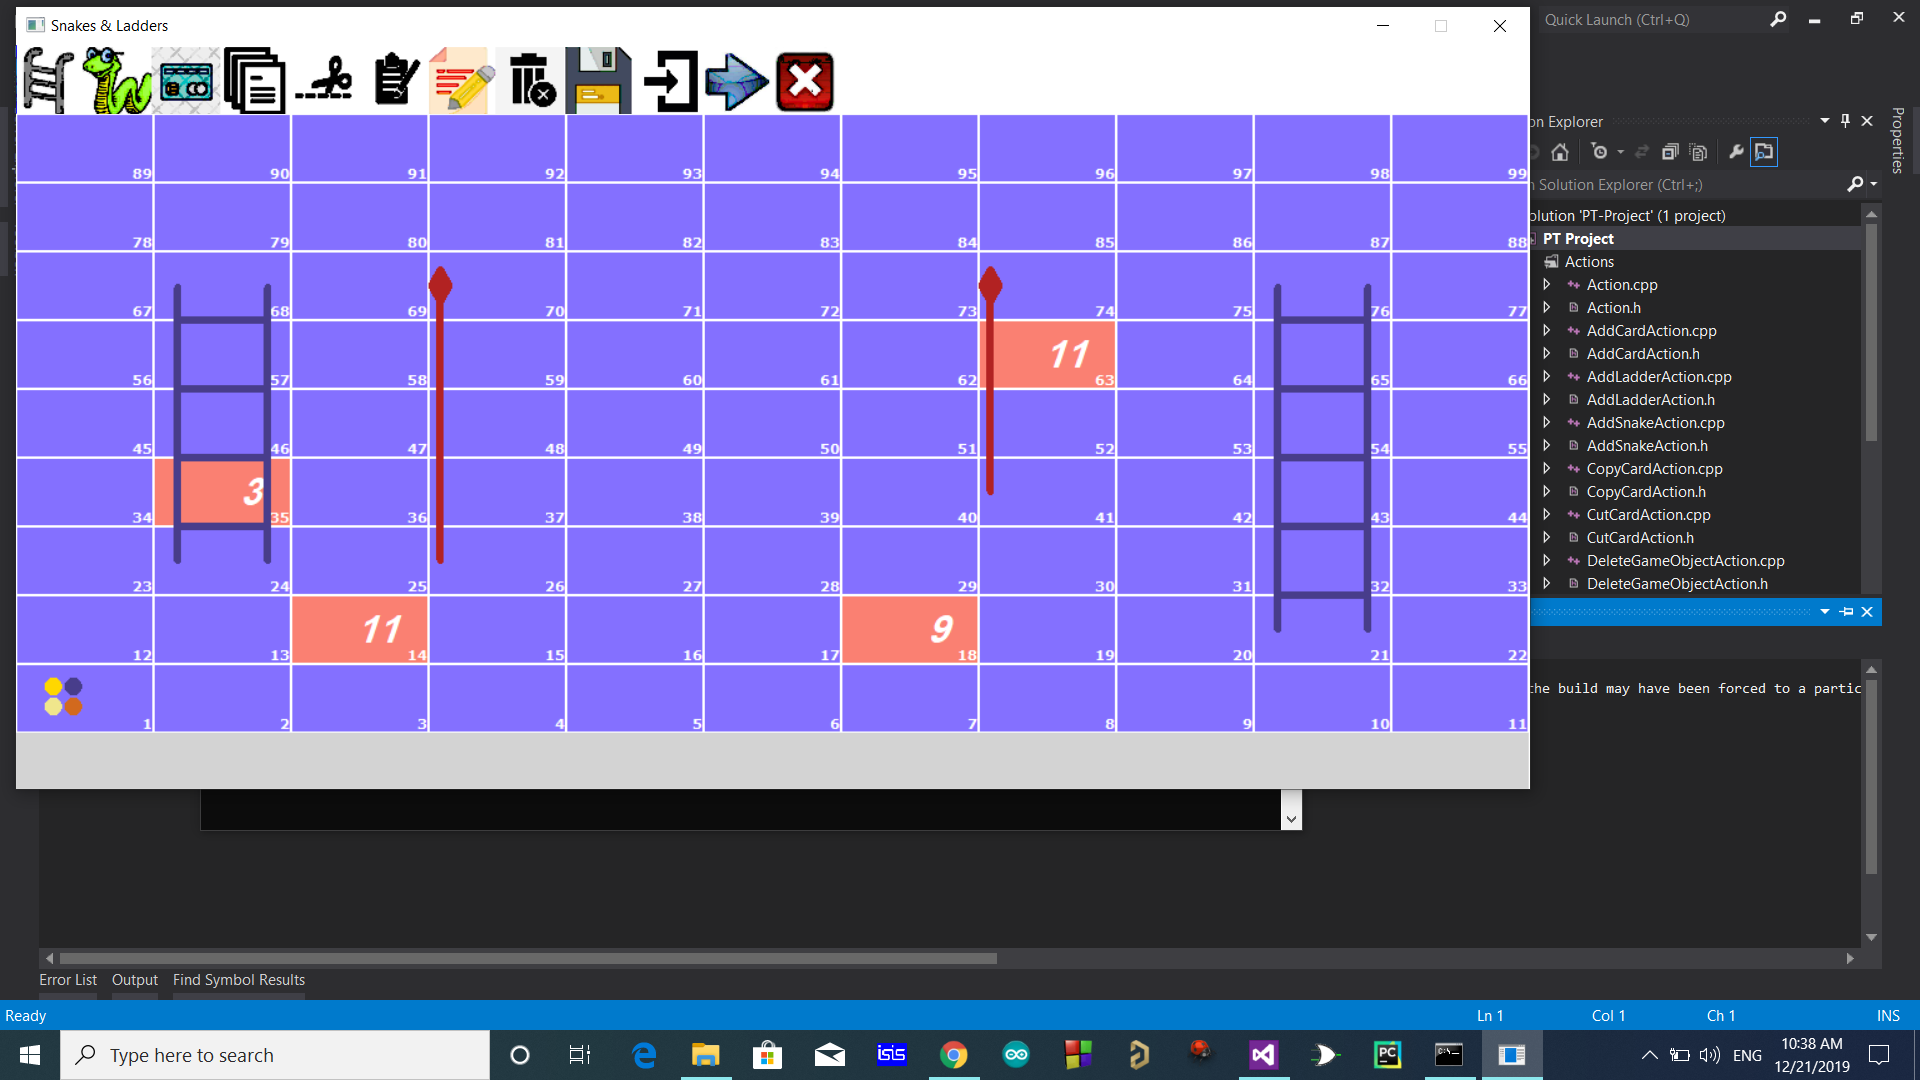 Snakes & Ladders
Quick Launch (Ctrl+Q)
89 90 91 92 93 94 95 96 97 98 99
78 79 80 81 82 83 84 85 86 87 88
67 68 69 70 71 72 73 74 75 76 77
11
56 57 58 59 60 61 62 63 64 65 66
45 46 47 48 49 50 51 52 53 54 55
3
34 35 36 37 38 39 40 41 42 43 44
23 24 25 26 27 28 29 30 31 32 33
11 9
12 13 14 15 16 17 18 19 20 21 22
1 2 3 4 5 6 7 8 9 10 11
on Explorer
Properties
Solution Explorer (Ctrl+;)
olution 'PT-Project' (1 project)
PT Project
Actions
Action.cpp
Action.h
AddCardAction.cpp
AddCardAction.h
AddLadderAction.cpp
AddLadderAction.h
AddSnakeAction.cpp
AddSnakeAction.h
CopyCardAction.cpp
CopyCardAction.h
CutCardAction.cpp
CutCardAction.h
DeleteGameObjectAction.cpp
DeleteGameObjectAction.h
the build may have been forced to a partic
Error List Output Find Symbol Results
Ready Ln 1 Col 1 Ch 1 INS
Type here to search
isis
PC
C:\
ENG
10:38 AM
12/21/2019